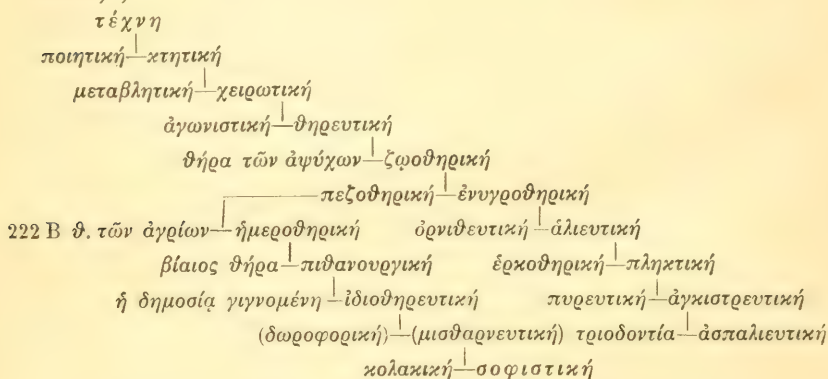 τέχνη
ποιητική—κτητική
μεταβλητική—χειρωτική
ἀγωνιστική—θηρευτική
θήρα τῶν ἀψύχων—ζῳοθηρική
πεζοθηρική—ἐνυγροθηρική
222 B θ. τῶν ἀγρίων—ἡμεροθηρική ὀρνιθευτική—ἁλιευτική
βίαιος θήρα—πιθανουργική ἑρκοθηρική—πληκτική
ἡ δημοσίᾳ γιγνομένη—ἰδιοθηρευτική πυρευτική—ἀγκιστρευτική
(δωροφορική)—(μισθαρνευτική) τριοδοντία—ἀσπαλιευτική
κολακική—σοφιστική